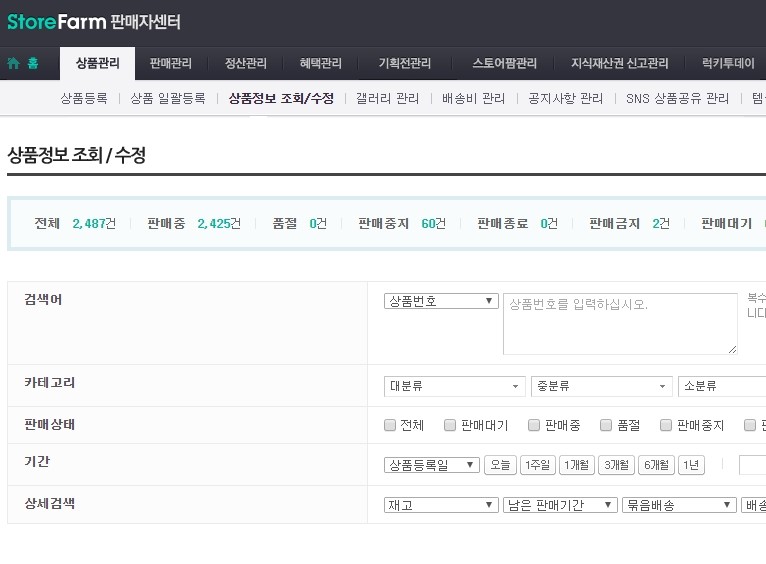 StoreFarm 판매자센터
홈 상품관리 판매관리 정산관리 혜택관리 기획전관리 스토어팜관리 지식재산권 신고관리 럭키투데이
상품등록 상품 일괄등록 상품정보 조회/수정 갤러리 관리 배송비 관리 공지사항 관리 SNS 상품공유 관리
상품정보 조회 / 수정
전체 2,487건 판매중 2,425건 품절 0건 판매중지 60건 판매종료 0건 판매금지 2건 판매대기
검색어 상품번호 상품번호를 입력하십시오. 복수
니다
카테고리 대분류 중분류 소분류
판매상태 전체 판매대기 판매중 품절 판매중지
기간 상품등록일 오늘 1주일 1개월 3개월 6개월 1년
상세검색 재고 남은 판매기간 묶음배송 배송